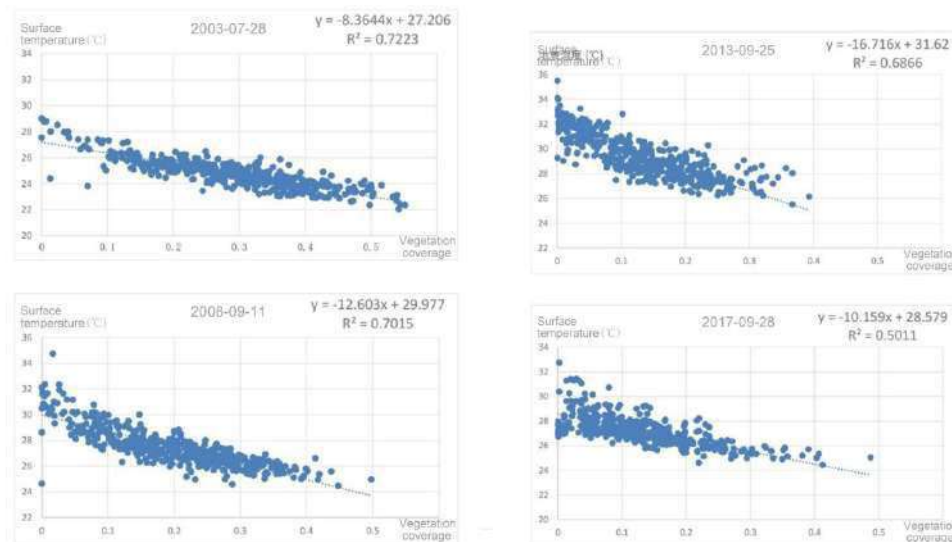 Surface
temperature (℃)
2003-07-28
y = -8.3644x + 27.206
R² = 0.7223
34
32
30
28
26
24
22
20
0
0.1
0.2
0.3
0.4
0.5
Vegetation
coverage
Surface
temperature (℃)
2013-09-25
y = -16.716x + 31.62
R² = 0.6866
36
34
32
30
28
26
24
22
0
0.1
0.2
0.3
0.4
0.5
Vegetation
coverage
Surface
temperature (℃)
2008-09-11
y = -12.603x + 29.977
R² = 0.7015
36
34
32
30
28
26
24
22
0
0.1
0.2
0.3
0.4
0.5
Vegetation
coverage
Surface
temperature (℃)
2017-09-28
y = -10.159x + 28.579
R² = 0.5011
34
32
30
28
26
24
22
20
0
0.1
0.2
0.3
0.4
0.5
Vegetation
coverage